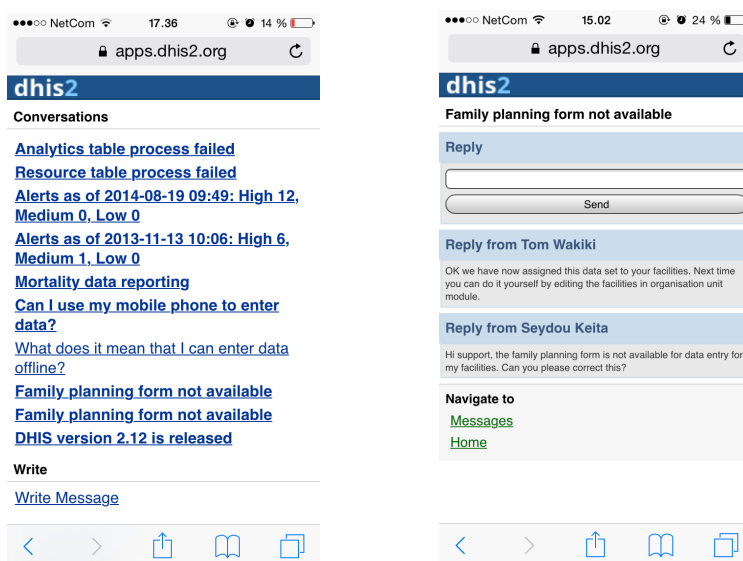 ●●●○○ NetCom 17.36 14 %
apps.dhis2.org
dhis2
Conversations
Analytics table process failed
Resource table process failed
Alerts as of 2014-08-19 09:49: High 12,
Medium 0, Low 0
Alerts as of 2013-11-13 10:06: High 6,
Medium 1, Low 0
Mortality data reporting
Can I use my mobile phone to enter
data?
What does it mean that I can enter data
offline?
Family planning form not available
Family planning form not available
DHIS version 2.12 is released
Write
Write Message
●●●○○ NetCom 15.02 24 %
apps.dhis2.org
dhis2
Family planning form not available
Reply
Send
Reply from Tom Wakiki
OK we have now assigned this data set to your facilities. Next time
you can do it yourself by editing the facilities in organisation unit
module.
Reply from Seydou Keita
Hi support, the family planning form is not available for data entry for
my facilities. Can you please correct this?
Navigate to
Messages
Home